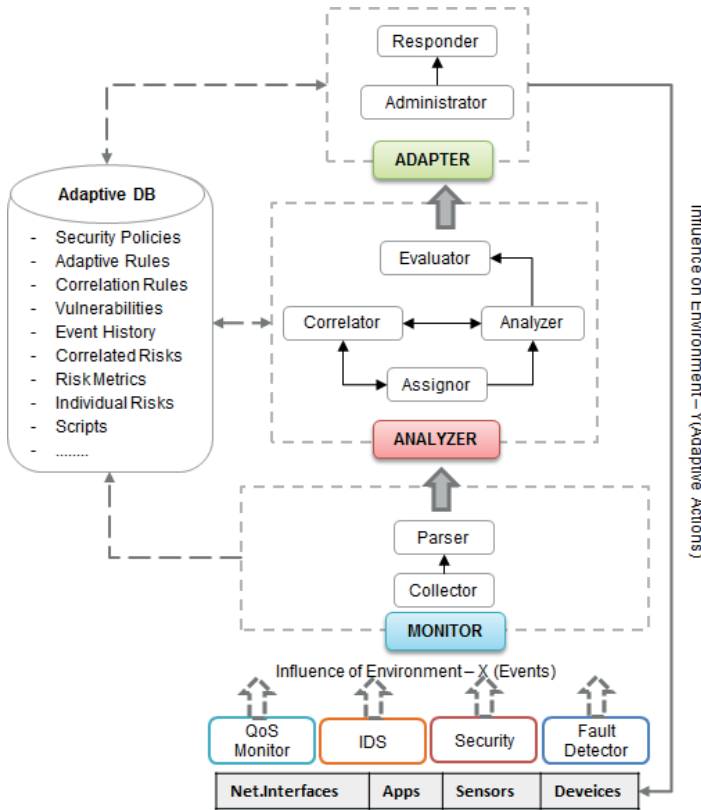 Responder
Administrator
ADAPTER
Adaptive DB
- Security Policies
- Adaptive Rules
- Correlation Rules
- Vulnerabilities
- Event History
- Correlated Risks
- Risk Metrics
- Individual Risks
- Scripts
- ........
Evaluator
Correlator
Analyzer
Assignor
ANALYZER
Parser
Collector
MONITOR
Influence of Environment – X (Events)
QoS
Monitor
IDS
Security
Fault
Detector
Net.Interfaces
Apps
Sensors
Deveices
Influence on Environment – Y(Adaptive Actions)